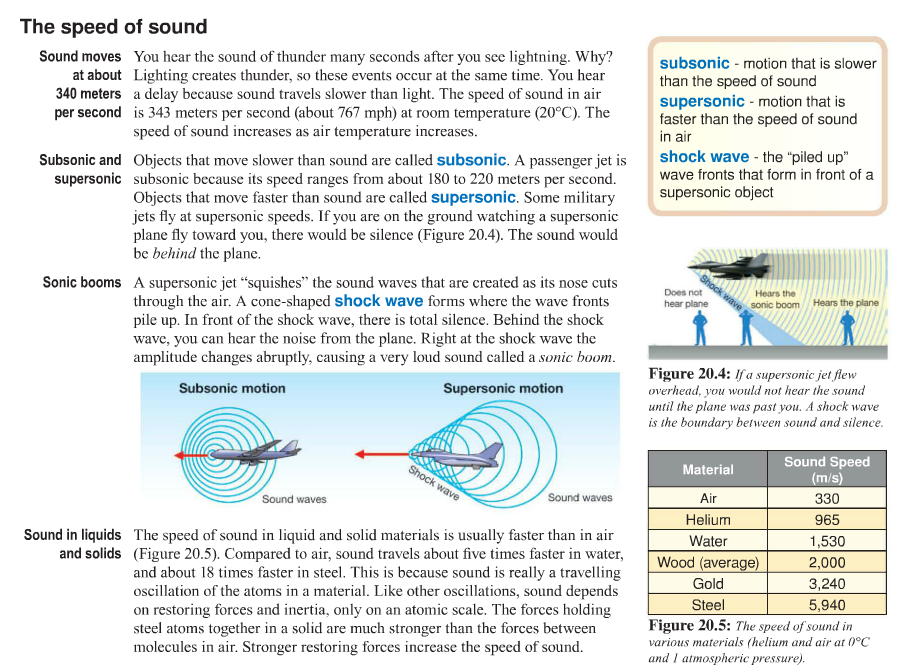 The speed of sound
Sound moves
at about
340 meters
per second
You hear the sound of thunder many seconds after you see lightning. Why?
Lighting creates thunder, so these events occur at the same time. You hear
a delay because sound travels slower than light. The speed of sound in air
is 343 meters per second (about 767 mph) at room temperature (20°C). The
speed of sound increases as air temperature increases.
Subsonic and
supersonic
Objects that move slower than sound are called subsonic. A passenger jet is
subsonic because its speed ranges from about 180 to 220 meters per second.
Objects that move faster than sound are called supersonic. Some military
jets fly at supersonic speeds. If you are on the ground watching a supersonic
plane fly toward you, there would be silence (Figure 20.4). The sound would
be behind the plane.
Sonic booms
A supersonic jet “squishes” the sound waves that are created as its nose cuts
through the air. A cone-shaped shock wave forms where the wave fronts
pile up. In front of the shock wave, there is total silence. Behind the shock
wave, you can hear the noise from the plane. Right at the shock wave the
amplitude changes abruptly, causing a very loud sound called a sonic boom.
Subsonic motion
Sound waves
Supersonic motion
Shock wave
Sound waves
Sound in liquids
and solids
The speed of sound in liquid and solid materials is usually faster than in air
(Figure 20.5). Compared to air, sound travels about five times faster in water,
and about 18 times faster in steel. This is because sound is really a travelling
oscillation of the atoms in a material. Like other oscillations, sound depends
on restoring forces and inertia, only on an atomic scale. The forces holding
steel atoms together in a solid are much stronger than the forces between
molecules in air. Stronger restoring forces increase the speed of sound.
subsonic - motion that is slower
than the speed of sound
supersonic - motion that is
faster than the speed of sound
in air
shock wave - the “piled up”
wave fronts that form in front of a
supersonic object
Does not
hear plane
Shock wave
Hears the
sonic boom
Hears the plane
Figure 20.4: If a supersonic jet flew
overhead, you would not hear the sound
until the plane was past you. A shock wave
is the boundary between sound and silence.
Material Sound Speed
(m/s)
Air 330
Helium 965
Water 1,530
Wood (average) 2,000
Gold 3,240
Steel 5,940
Figure 20.5: The speed of sound in
various materials (helium and air at 0°C
and 1 atmospheric pressure).